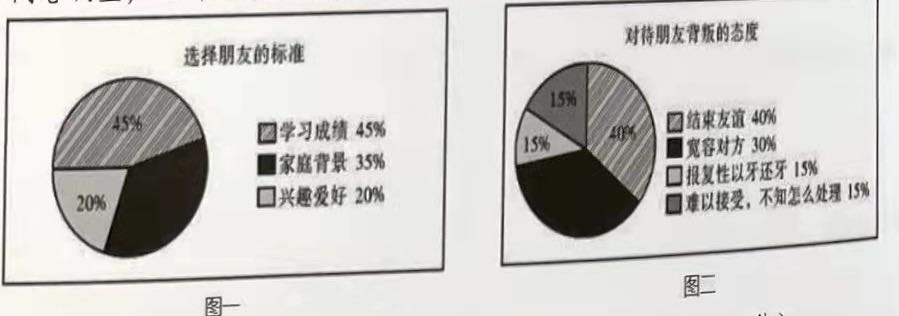 选择朋友的标准
45%
20%
学习成绩 45%
家庭背景 35%
兴趣爱好 20%
图一
对待朋友背叛的态度
15%
40%
15%
结束友谊 40%
宽容对方 30%
报复性以牙还牙 15%
难以接受，不知怎么处理 15%
图二